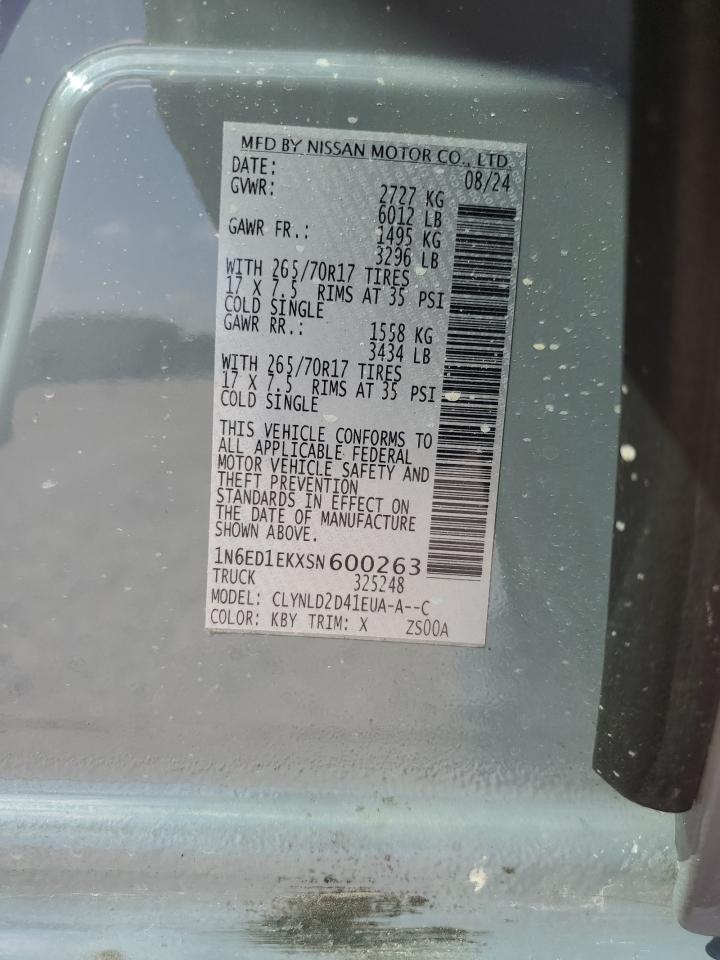 MFD BY NISSAN MOTOR CO., LTD.
DATE: 08/24
GVWR: 2727 KG
6012 LB
GAWR FR.: 1495 KG
3296 LB
WITH 265/70R17 TIRES
17 X 7.5 RIMS AT 35 PSI
COLD SINGLE
GAWR RR.: 1558 KG
3434 LB
WITH 265/70R17 TIRES
17 X 7.5 RIMS AT 35 PSI
COLD SINGLE
THIS VEHICLE CONFORMS TO
ALL APPLICABLE FEDERAL
MOTOR VEHICLE SAFETY AND
THEFT PREVENTION
STANDARDS IN EFFECT ON
THE DATE OF MANUFACTURE
SHOWN ABOVE.
1N6ED1EKXSN600263
TRUCK 325248
MODEL: CLYNLD2D41EUA-A--C
COLOR: KBY TRIM: X ZS00A